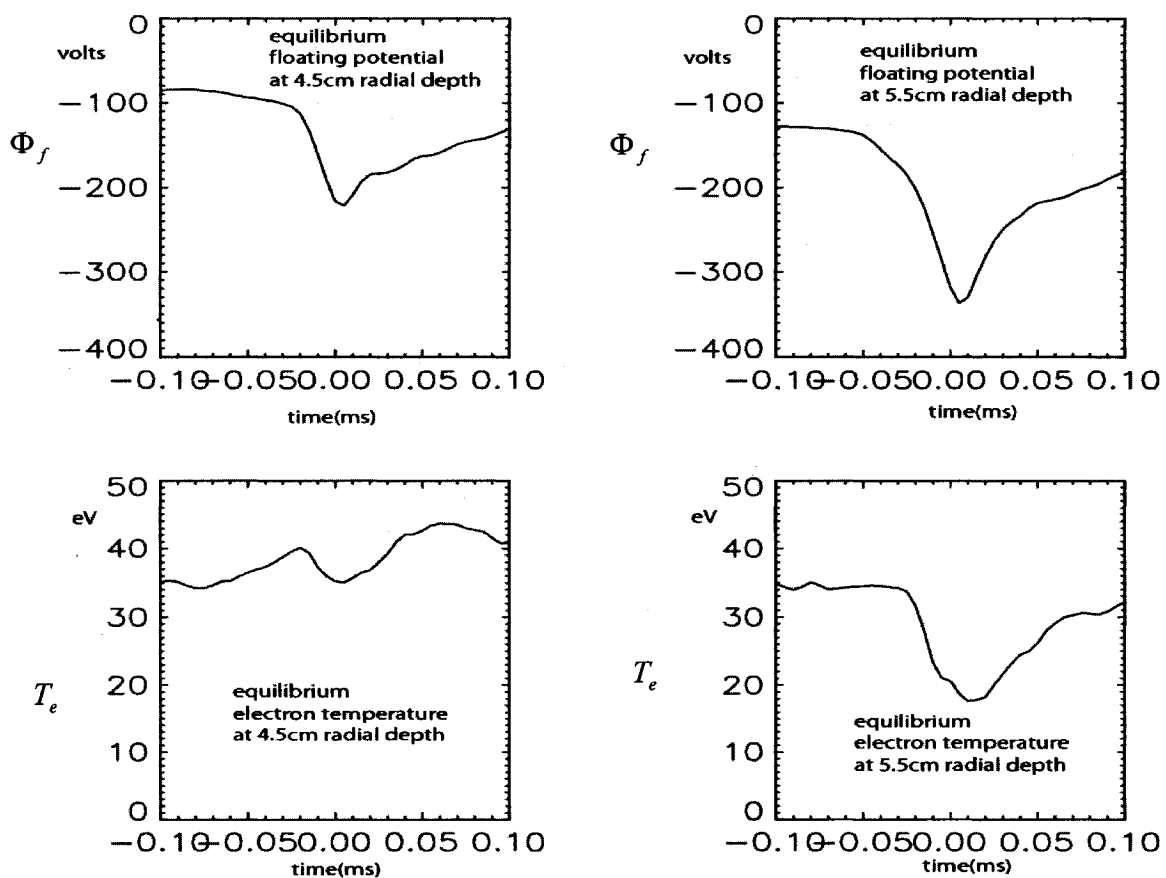 0
volts
equilibrium
floating potential
at 4.5cm radial depth
−100
Φf
−200
−300
−400
−0.10−0.050.00 0.05 0.10
time(ms)
0
volts
equilibrium
floating potential
at 5.5cm radial depth
−100
Φf
−200
−300
−400
−0.10−0.050.00 0.05 0.10
time(ms)
50
eV
40
30
20
Te
equilibrium
electron temperature
at 4.5cm radial depth
10
0
−0.10−0.050.00 0.05 0.10
time(ms)
50
eV
40
30
20
Te
equilibrium
electron temperature
at 5.5cm radial depth
10
0
−0.10−0.050.00 0.05 0.10
time(ms)